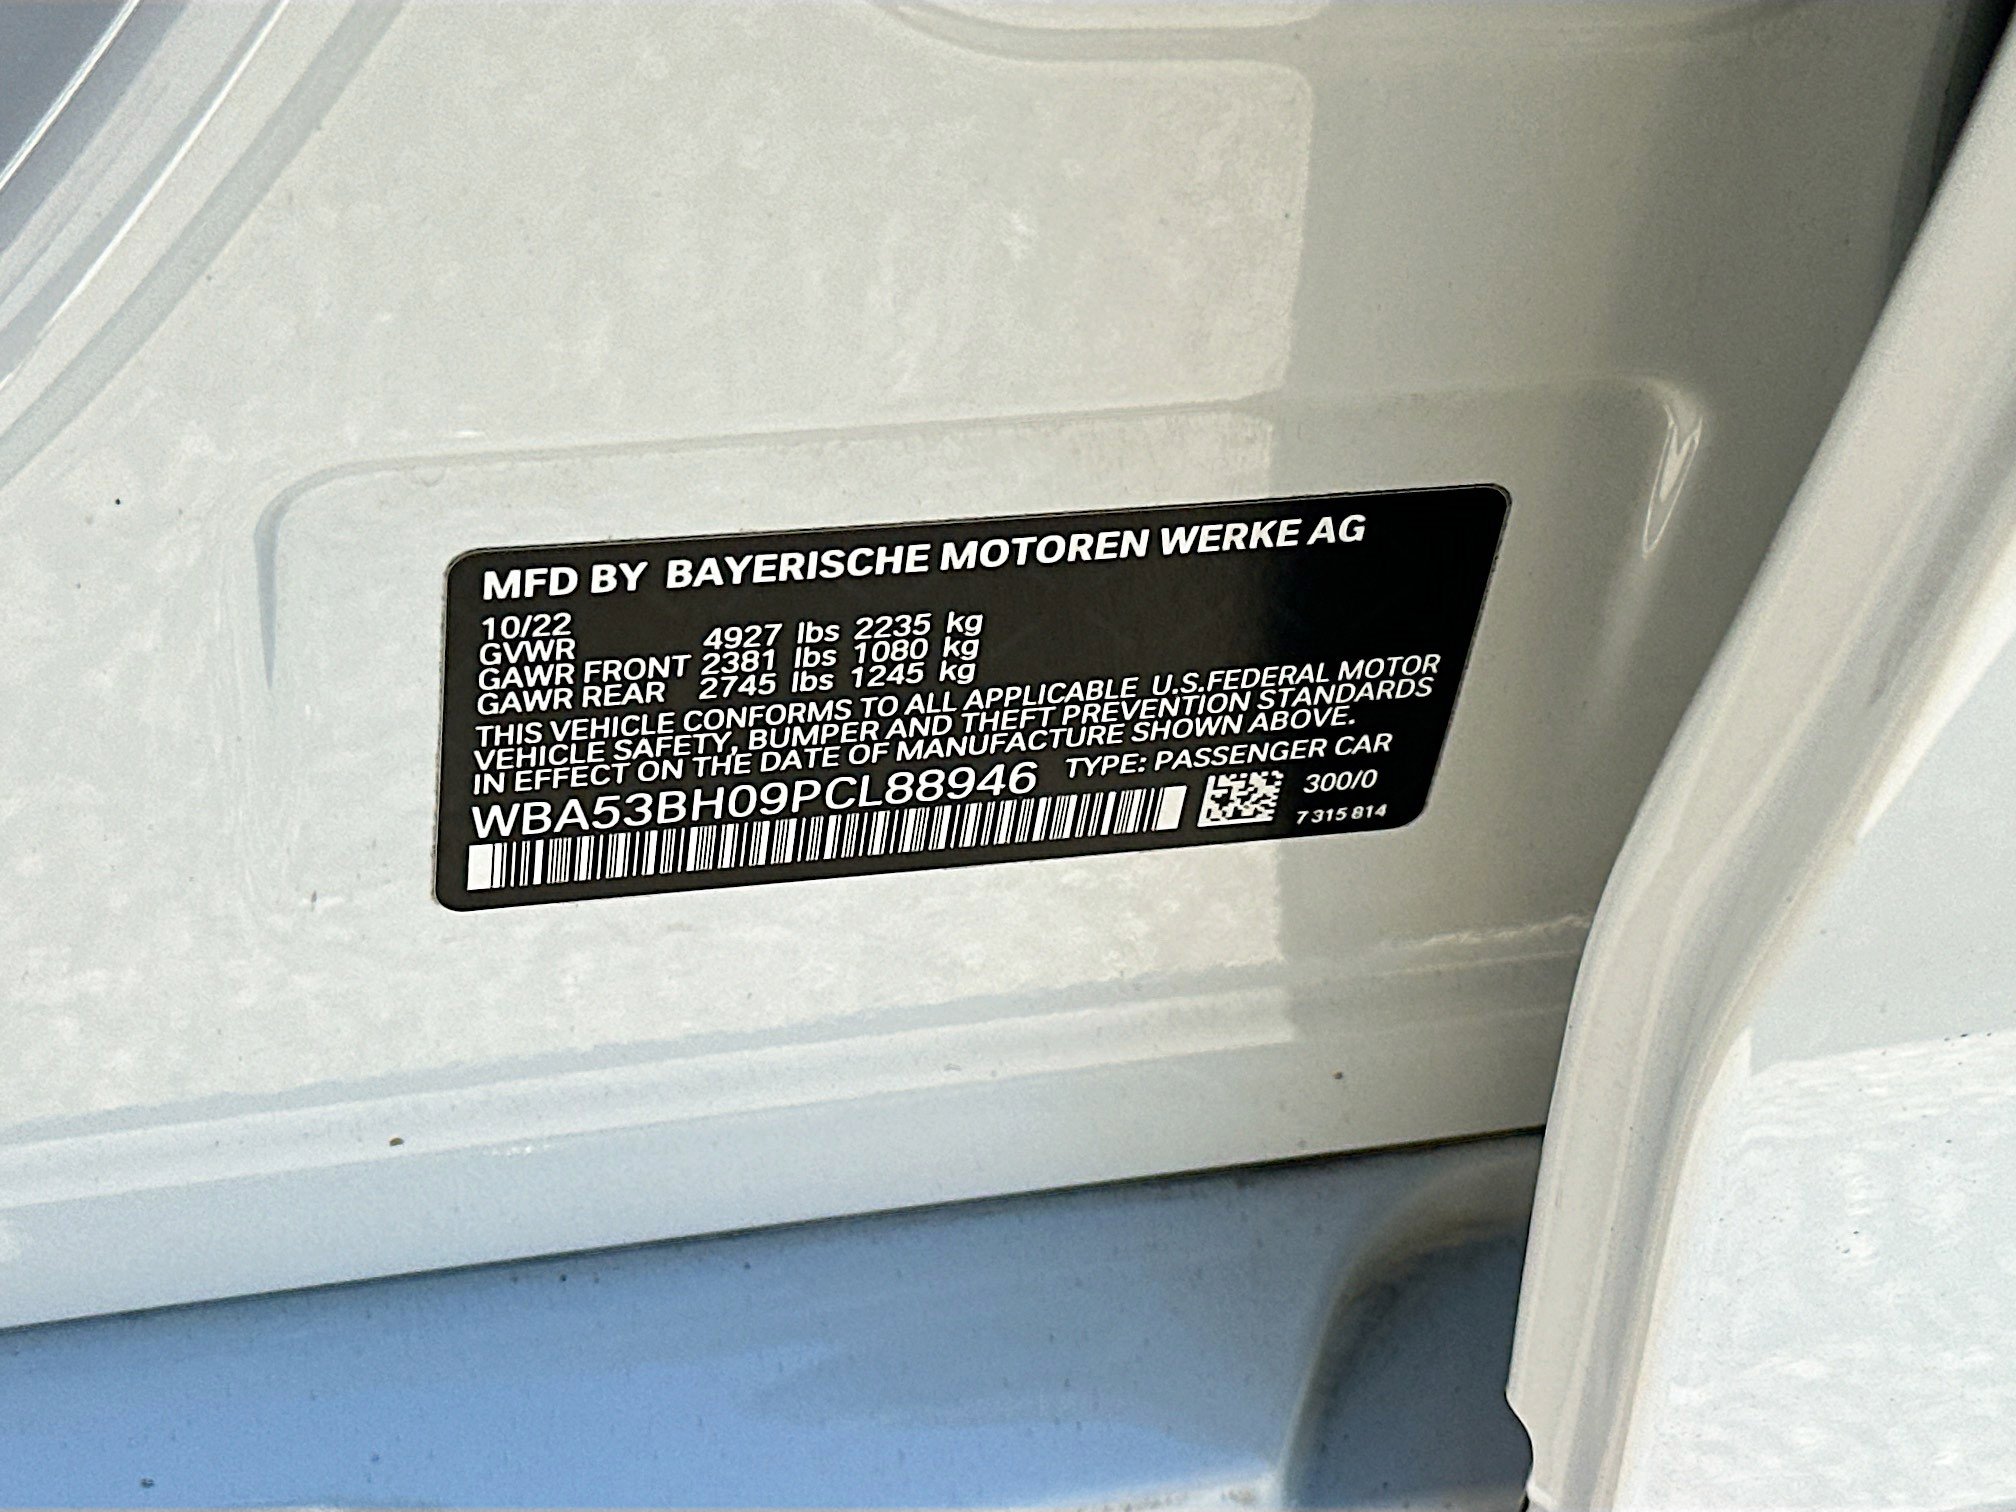 MFD BY BAYERISCHE MOTOREN WERKE AG
10/22
GVWR 4927 lbs 2235 kg
GAWR FRONT 2381 lbs 1080 kg
GAWR REAR 2745 lbs 1245 kg
THIS VEHICLE CONFORMS TO ALL APPLICABLE U.S.FEDERAL MOTOR
VEHICLE SAFETY, BUMPER AND THEFT PREVENTION STANDARDS
IN EFFECT ON THE DATE OF MANUFACTURE SHOWN ABOVE.
WBA53BH09PCL88946 TYPE: PASSENGER CAR
300/0
7 315 814